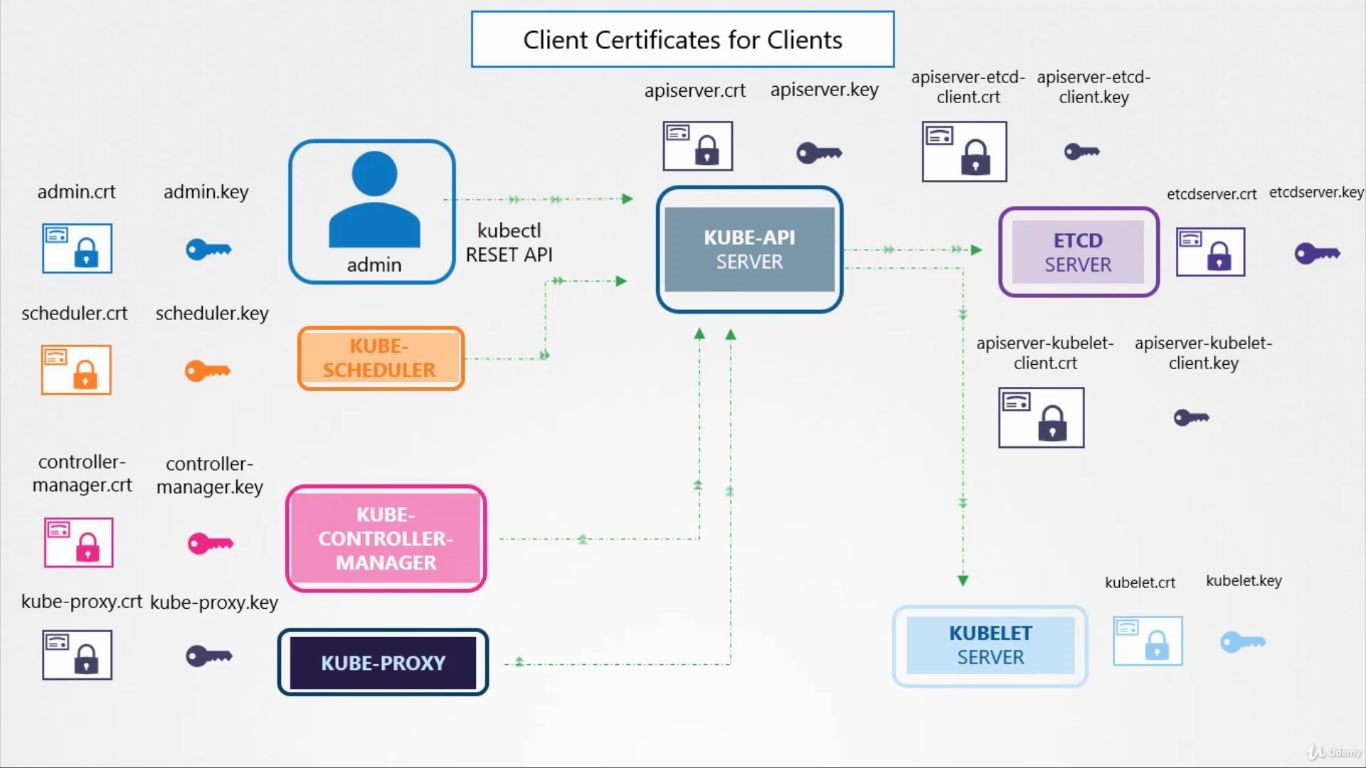 Client Certificates for Clients
apiserver.crt
apiserver.key
apiserver-etcd-
client.crt
apiserver-etcd-
client.key
admin.crt
admin.key
admin
kubectl
RESET API
KUBE-API
SERVER
ETCD
SERVER
etcdserver.crt
etcdserver.key
scheduler.crt
scheduler.key
KUBE-
SCHEDULER
apiserver-kubelet-
client.crt
apiserver-kubelet-
client.key
controller-
manager.crt
controller-
manager.key
KUBE-
CONTROLLER-
MANAGER
kube-proxy.crt
kube-proxy.key
KUBE-PROXY
KUBELET
SERVER
kubelet.crt
kubelet.key
Udemy